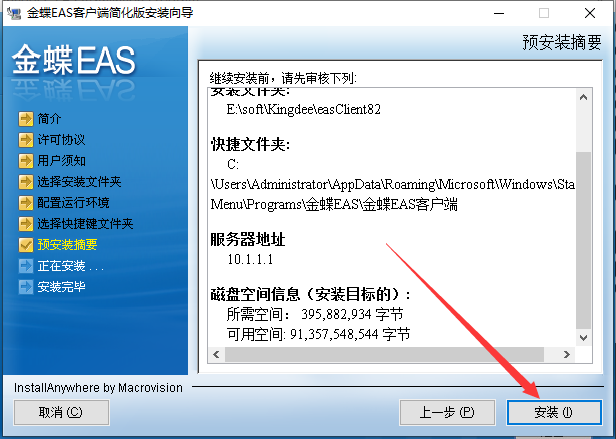 金蝶EAS客户端简化版安装向导
预安装摘要
金蝶EAS
简介
许可协议
用户须知
选择安装文件夹
配置运行环境
选择快捷键文件夹
预安装摘要
正在安装 . . .
安装完毕
继续安装前，请先审核下列:
安装文件夹:
E:\soft\Kingdee\easClient82
快捷文件夹:
C:
\Users\Administrator\AppData\Roaming\Microsoft\Windows\Sta
Menu\Programs\金蝶EAS\金蝶EAS客户端
服务器地址
10.1.1.1
磁盘空间信息（安装目标的）:
所需空间： 395,882,934 字节
可用空间: 91,357,548,544 字节
InstallAnywhere by Macrovision
取消 (C)
上一步 (P)
安装 (I)